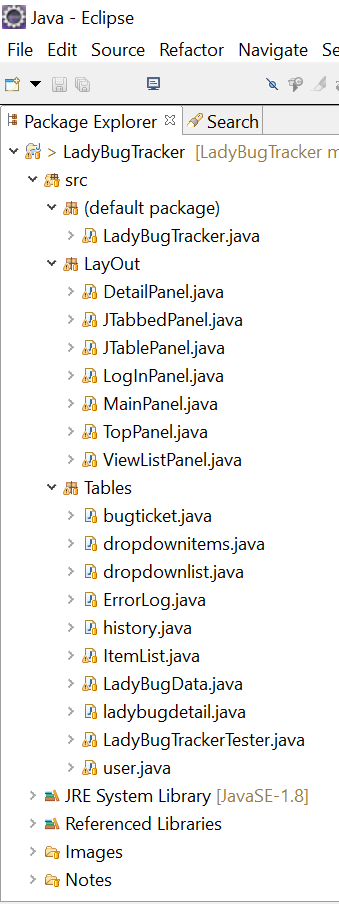 Java - Eclipse
File Edit Source Refactor Navigate Se
Package Explorer Search
> LadyBugTracker [LadyBugTracker m
src
(default package)
LadyBugTracker.java
LayOut
DetailPanel.java
JTabbedPanel.java
JTablePanel.java
LogInPanel.java
MainPanel.java
TopPanel.java
ViewListPanel.java
Tables
bugticket.java
dropdownitems.java
dropdownlist.java
ErrorLog.java
history.java
ItemList.java
LadyBugData.java
ladybugdetail.java
LadyBugTrackerTester.java
user.java
JRE System Library [JavaSE-1.8]
Referenced Libraries
Images
Notes